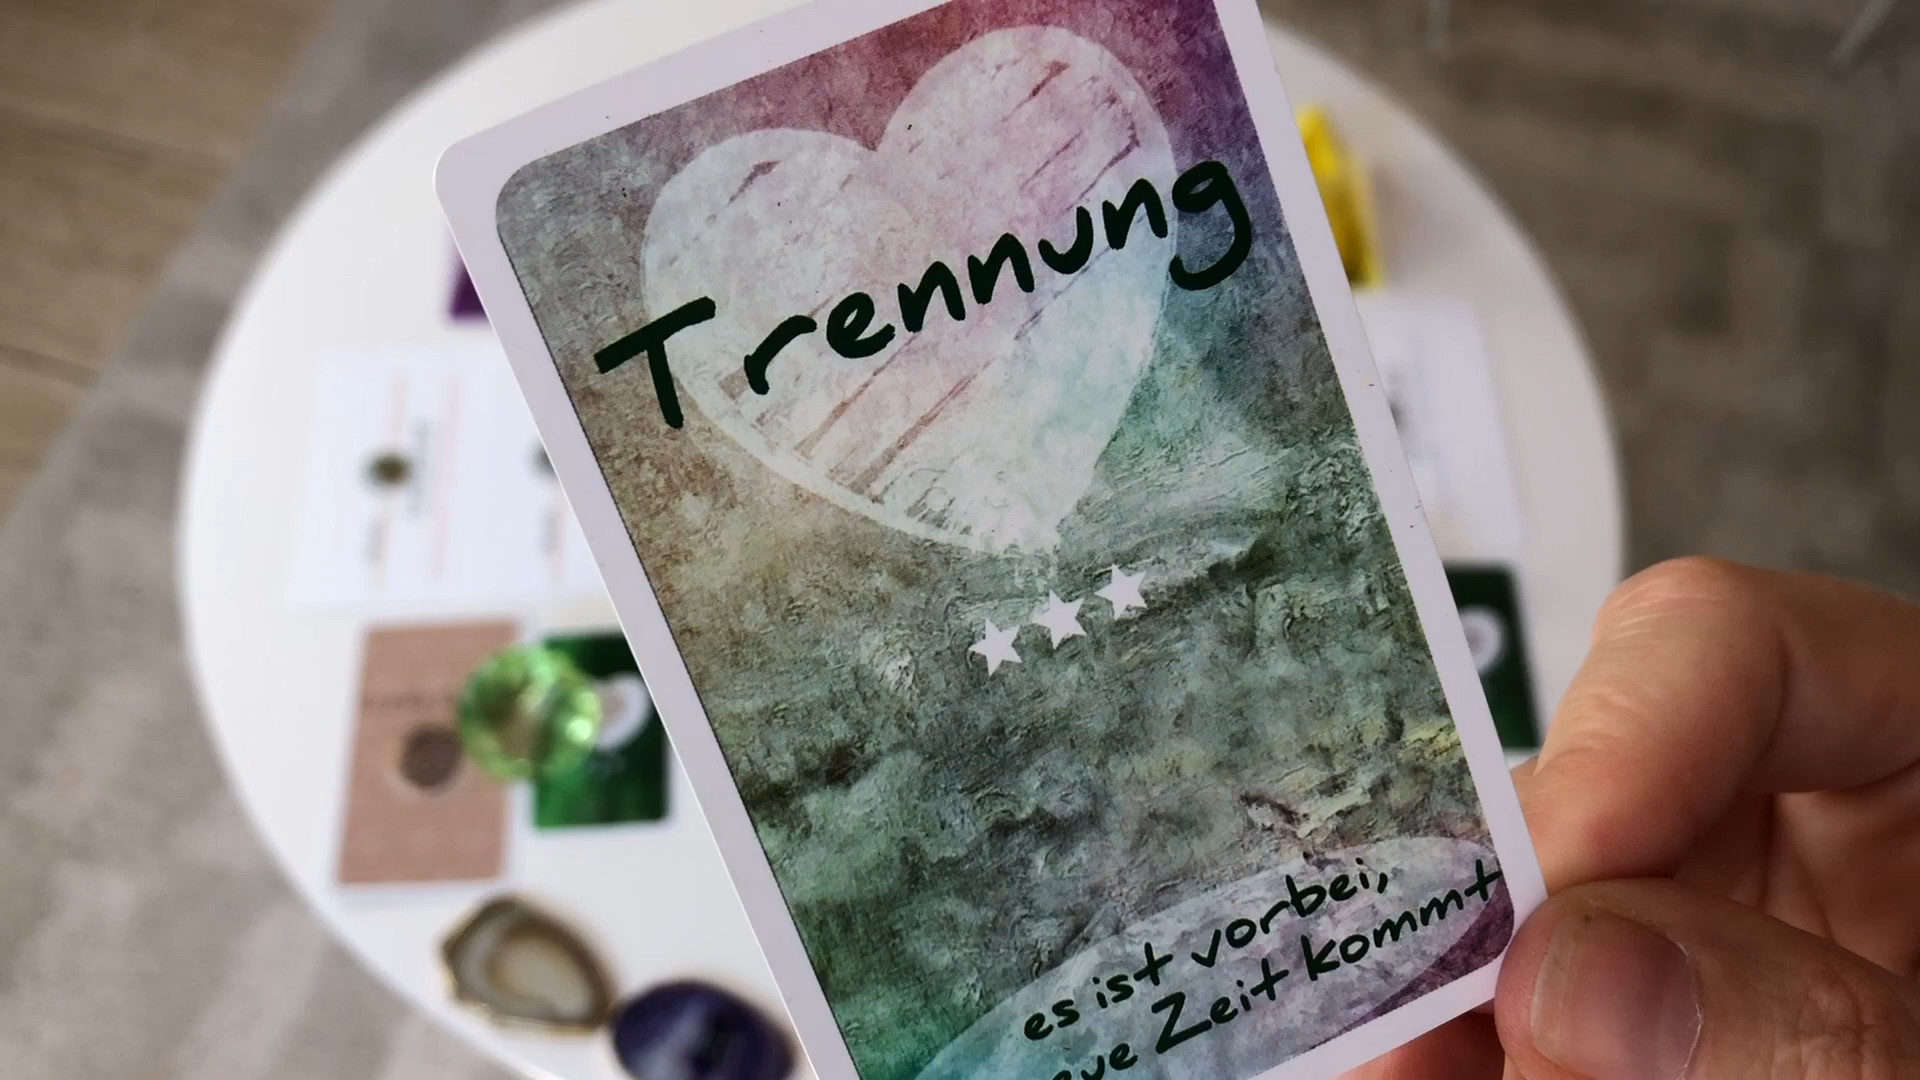 Trennung
es ist vorbei,
Zeit kommt